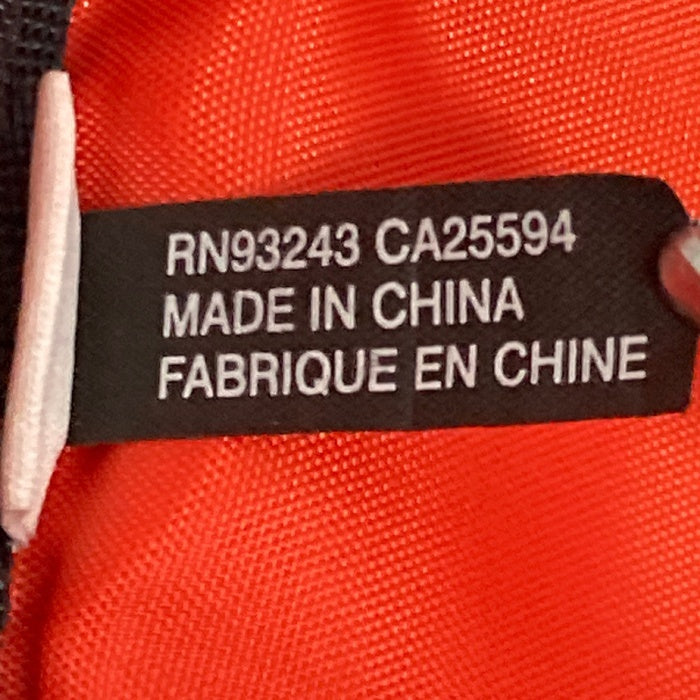 RN93243 CA25594
MADE IN CHINA
FABRIQUE EN CHINE